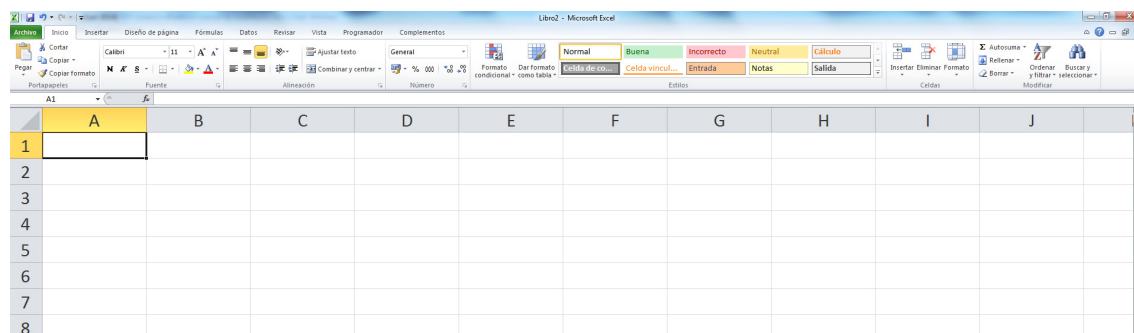 Libro2 - Microsoft Excel
Archivo Inicio Insertar Diseño de página Fórmulas Datos Revisar Vista Programador Complementos
Pegar
Cortar
Copiar
Copiar formato
Portapapeles
Calibri 11
N K S
Fuente
Ajustar texto
Combinar y centrar
Alineación
General
% 000
Número
Formato condicional
Dar formato como tabla
Normal Buena Incorrecto Neutral Cálculo
Celda de co... Celda vincul... Entrada Notas Salida
Estilos
Insertar Eliminar Formato
Celdas
Σ Autosuma
Rellenar
Borrar
Ordenar y filtrar
Buscar y seleccionar
Modificar
A1 fx
A B C D E F G H I J
1
2
3
4
5
6
7
8